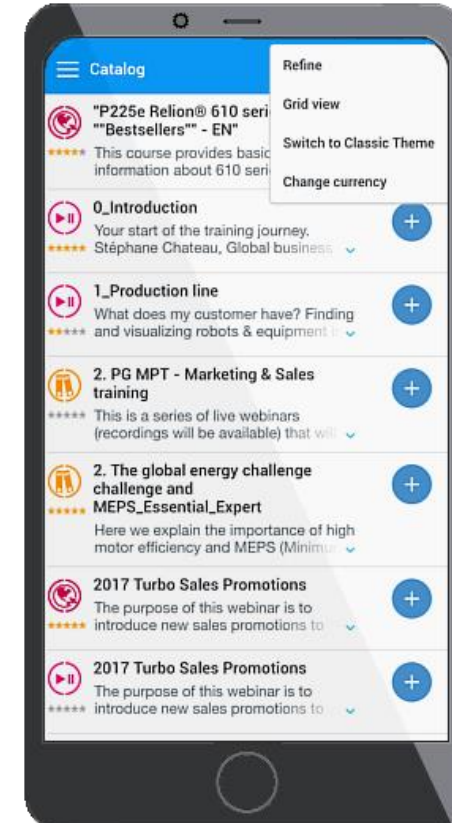 Catalog
Refine
Grid view
Switch to Classic Theme
Change currency
"P225e Relion® 610 seri
""Bestsellers"" - EN"
This course provides basic
information about 610 seri
0_Introduction
Your start of the training journey.
Stéphane Chateau, Global business
1_Production line
What does my customer have? Finding
and visualizing robots & equipment
2. PG MPT - Marketing & Sales
training
This is a series of live webinars
(recordings will be available) that will
2. The global energy challenge
challenge and
MEPS_Essential_Expert
Here we explain the importance of high
motor efficiency and MEPS (Minimum
2017 Turbo Sales Promotions
The purpose of this webinar is to
introduce new sales promotions to
2017 Turbo Sales Promotions
The purpose of this webinar is to
introduce new sales promotions to